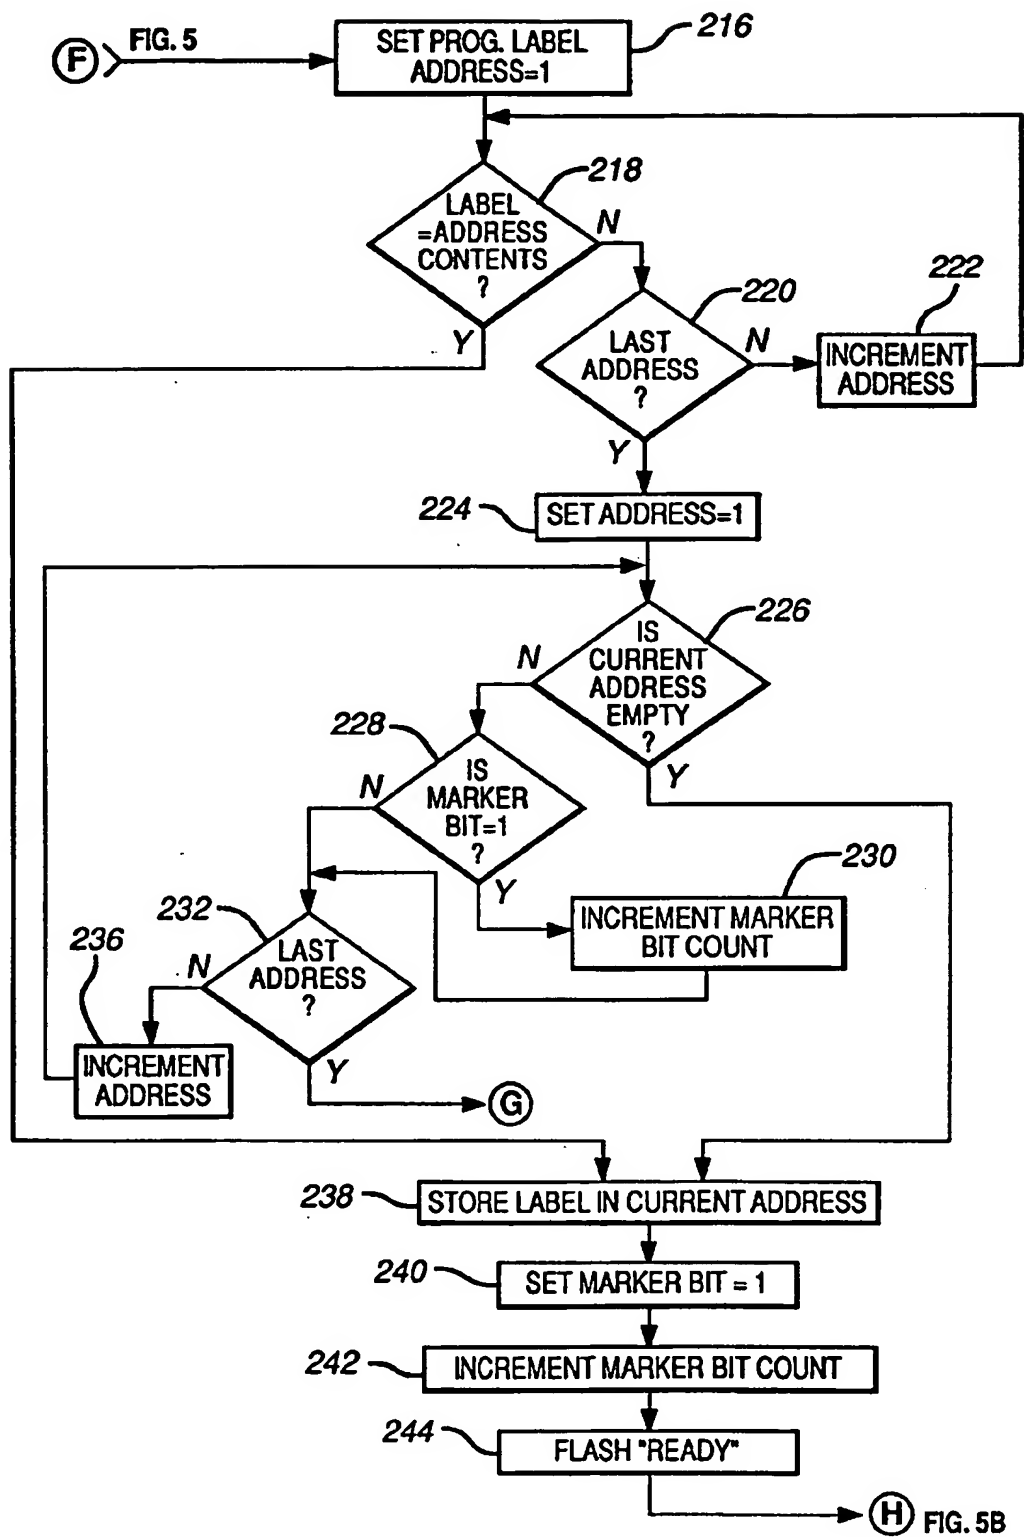 F
FIG. 5
SET PROG. LABEL
ADDRESS=1
216
LABEL
=ADDRESS
CONTENTS
?
218
N
Y
LAST
ADDRESS
?
220
N
Y
INCREMENT
ADDRESS
222
224
SET ADDRESS=1
IS
CURRENT
ADDRESS
EMPTY
?
226
N
Y
228
IS
MARKER
BIT=1
?
N
Y
230
INCREMENT MARKER
BIT COUNT
232
LAST
ADDRESS
?
N
Y
236
INCREMENT
ADDRESS
G
238
STORE LABEL IN CURRENT ADDRESS
240
SET MARKER BIT = 1
242
INCREMENT MARKER BIT COUNT
244
FLASH "READY"
H
FIG. 5B